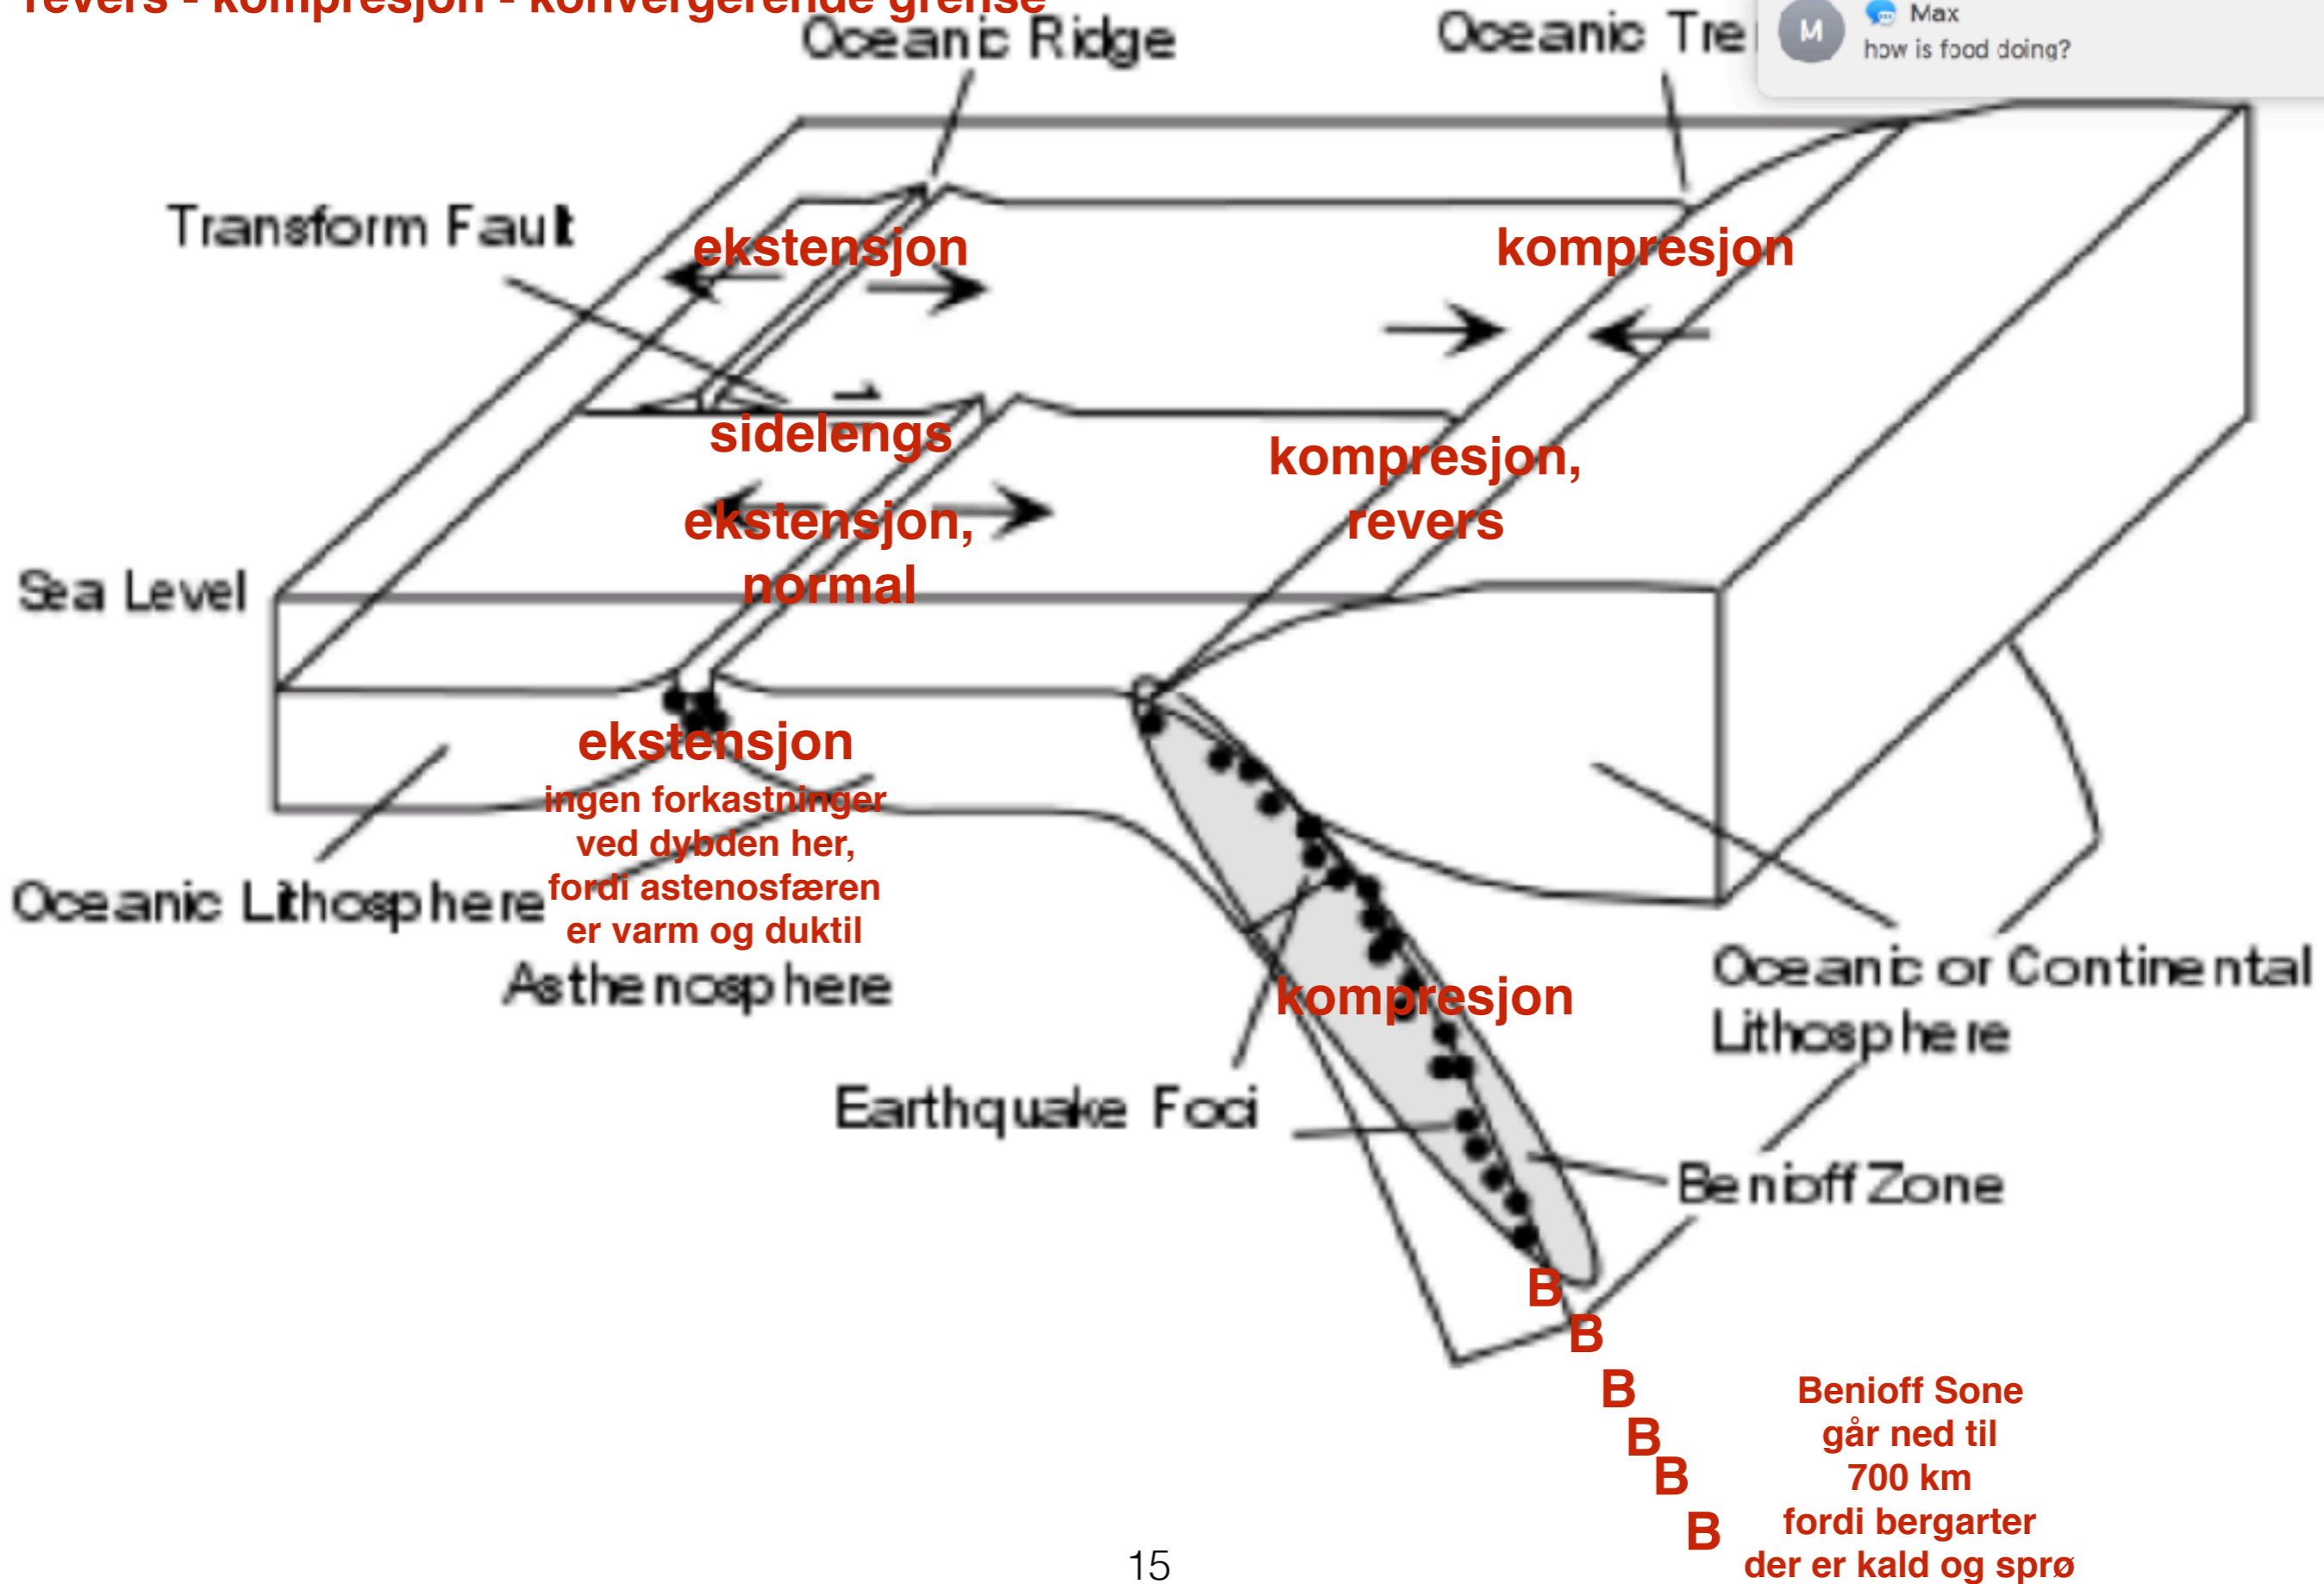 revers - kompresjon - konvergerende grense
Max
M
how is food doing?
Oceanic Ridge
Oceanic Tre
Transform Fault
ekstensjon
kompresjon
sidelengs
kompresjon,
revers
ekstensjon,
normal
Sea Level
ekstensjon
ingen forkastninger
ved dybden her,
fordi astenosfæren
er varm og duktil
Oceanic Lithosphere
Asthenosphere
kompresjon
Oceanic or Continental
Lithosphere
Earthquake Foci
Benioff Zone
B
B
B
B
B
B
Benioff Sone
går ned til
700 km
fordi bergarter
der er kald og sprø
15